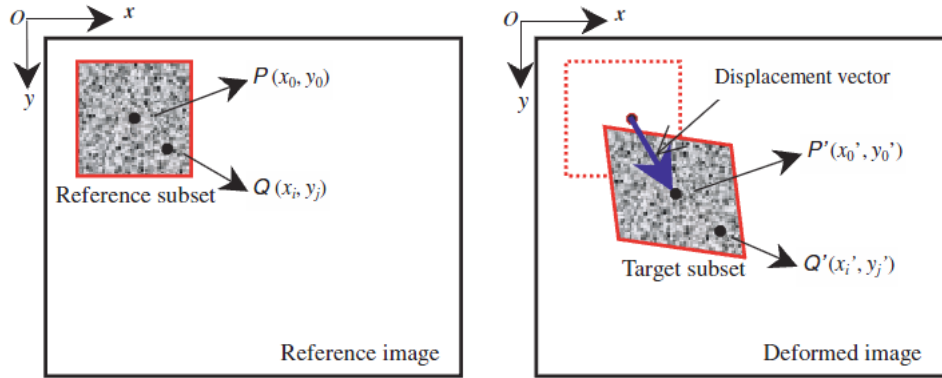 O x
y
P (x₀, y₀)
Q (xᵢ, yⱼ)
Reference subset
Reference image
O x
y
Displacement vector
P'(x₀', y₀')
Q'(xᵢ', yⱼ')
Target subset
Deformed image